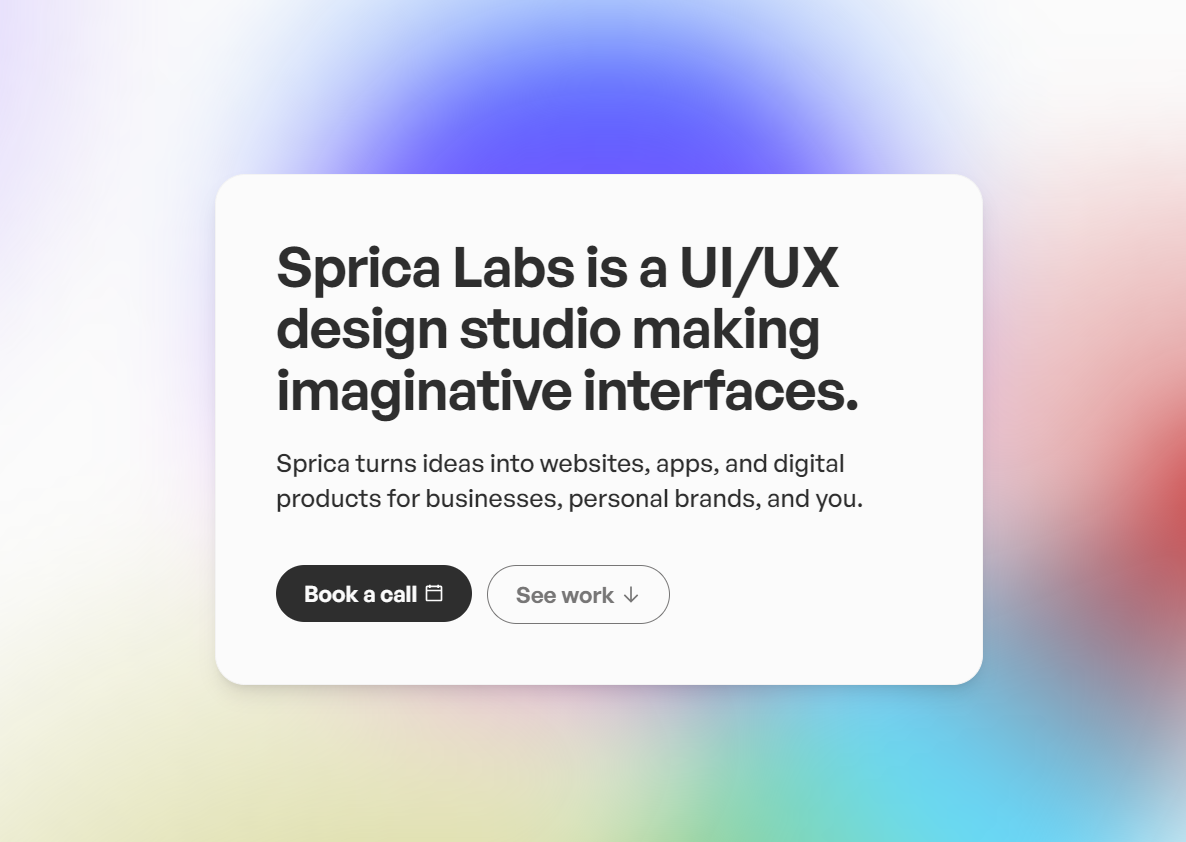 Sprica Labs is a UI/UX
design studio making
imaginative interfaces.
Sprica turns ideas into websites, apps, and digital
products for businesses, personal brands, and you.
Book a call
See work